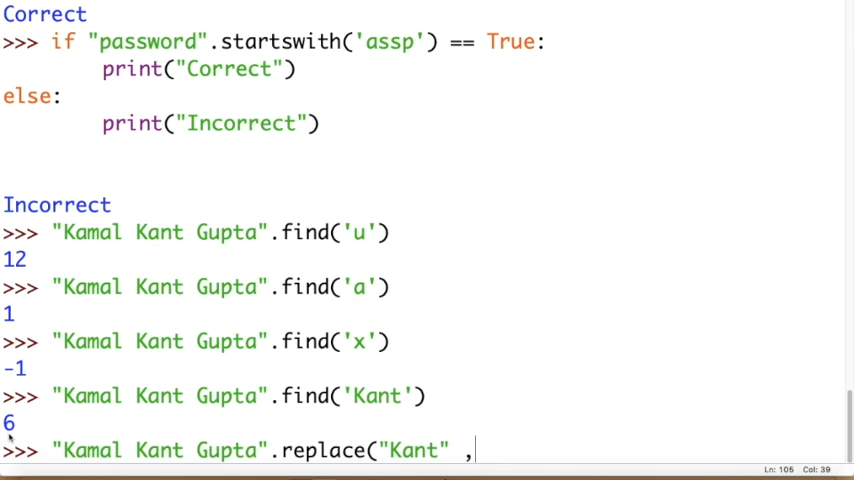 Correct
>>> if "password".startswith('assp') == True:
        print("Correct")
else:
        print("Incorrect")
Incorrect
>>> "Kamal Kant Gupta".find('u')
12
>>> "Kamal Kant Gupta".find('a')
1
>>> "Kamal Kant Gupta".find('x')
-1
>>> "Kamal Kant Gupta".find('Kant')
6
>>> "Kamal Kant Gupta".replace("Kant" ,
Ln: 105 Col: 39